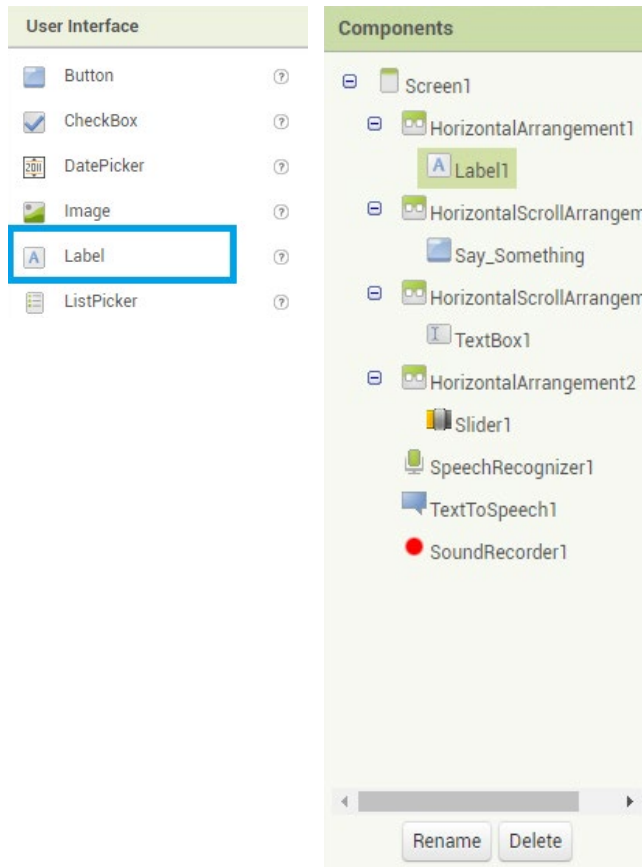 User Interface
Button
CheckBox
2011 DatePicker
Image
A Label
ListPicker
Components
Screen1
HorizontalArrangement1
A Label1
HorizontalScrollArrangem
Say_Something
HorizontalScrollArrangem
TextBox1
HorizontalArrangement2
Slider1
SpeechRecognizer1
TextToSpeech1
SoundRecorder1
Rename Delete